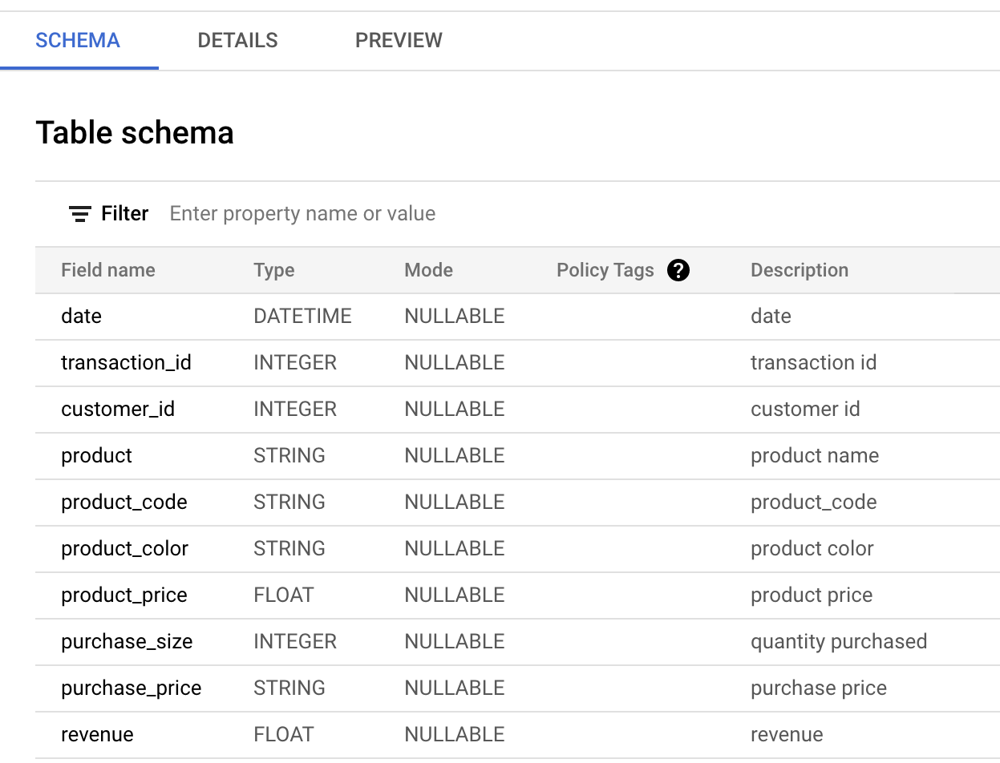 SCHEMA DETAILS PREVIEW
Table schema
Filter Enter property name or value
Field name Type Mode Policy Tags ? Description
date DATETIME NULLABLE date
transaction_id INTEGER NULLABLE transaction id
customer_id INTEGER NULLABLE customer id
product STRING NULLABLE product name
product_code STRING NULLABLE product_code
product_color STRING NULLABLE product color
product_price FLOAT NULLABLE product price
purchase_size INTEGER NULLABLE quantity purchased
purchase_price STRING NULLABLE purchase price
revenue FLOAT NULLABLE revenue